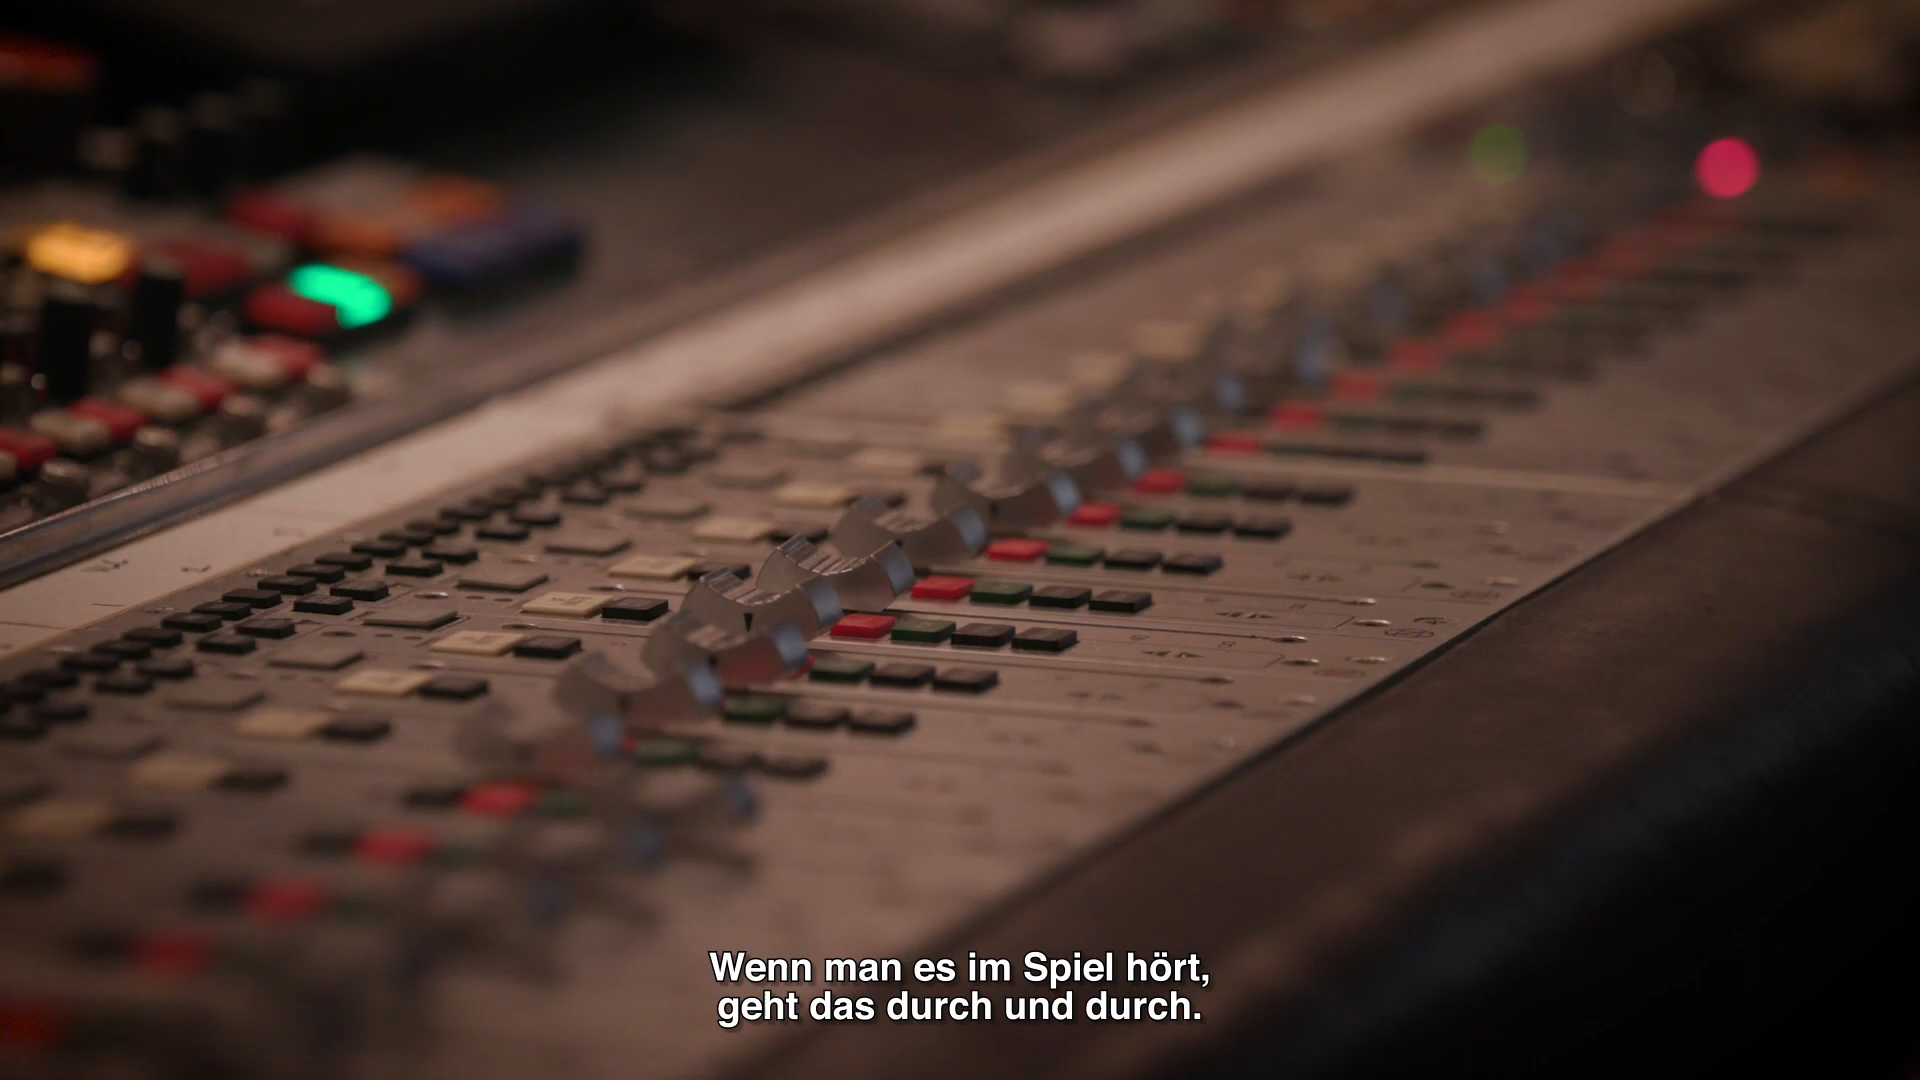 Wenn man es im Spiel hört,
geht das durch und durch.